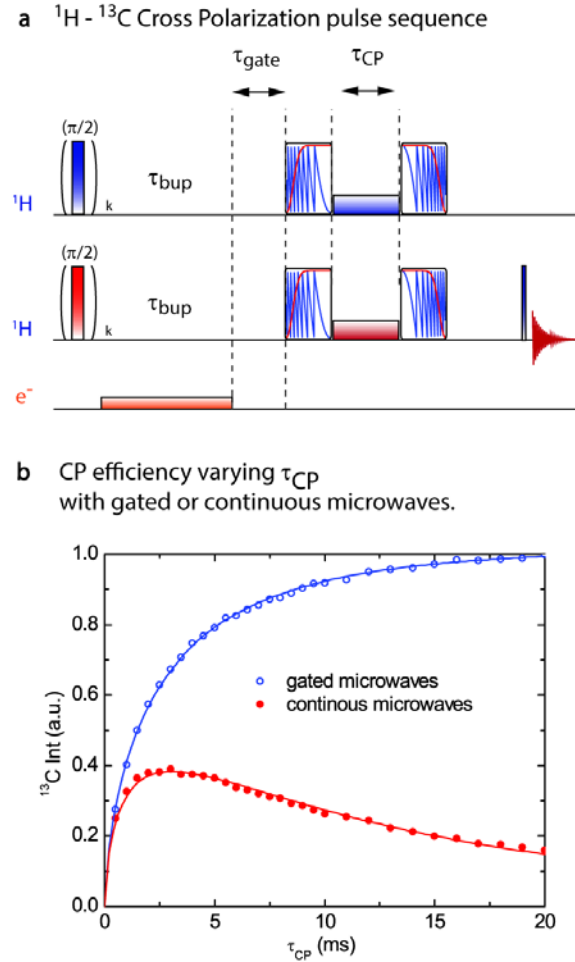 a ¹H - ¹³C Cross Polarization pulse sequence
τgate τCP
(π/2)
k
τbup
¹H
(π/2)
k
τbup
¹H
e⁻
b CP efficiency varying τCP
with gated or continuous microwaves.
1.0
0.8
0.6
0.4
0.2
0.0
¹³C Int (a.u.)
gated microwaves
continous microwaves
0 5 10 15 20
τCP (ms)